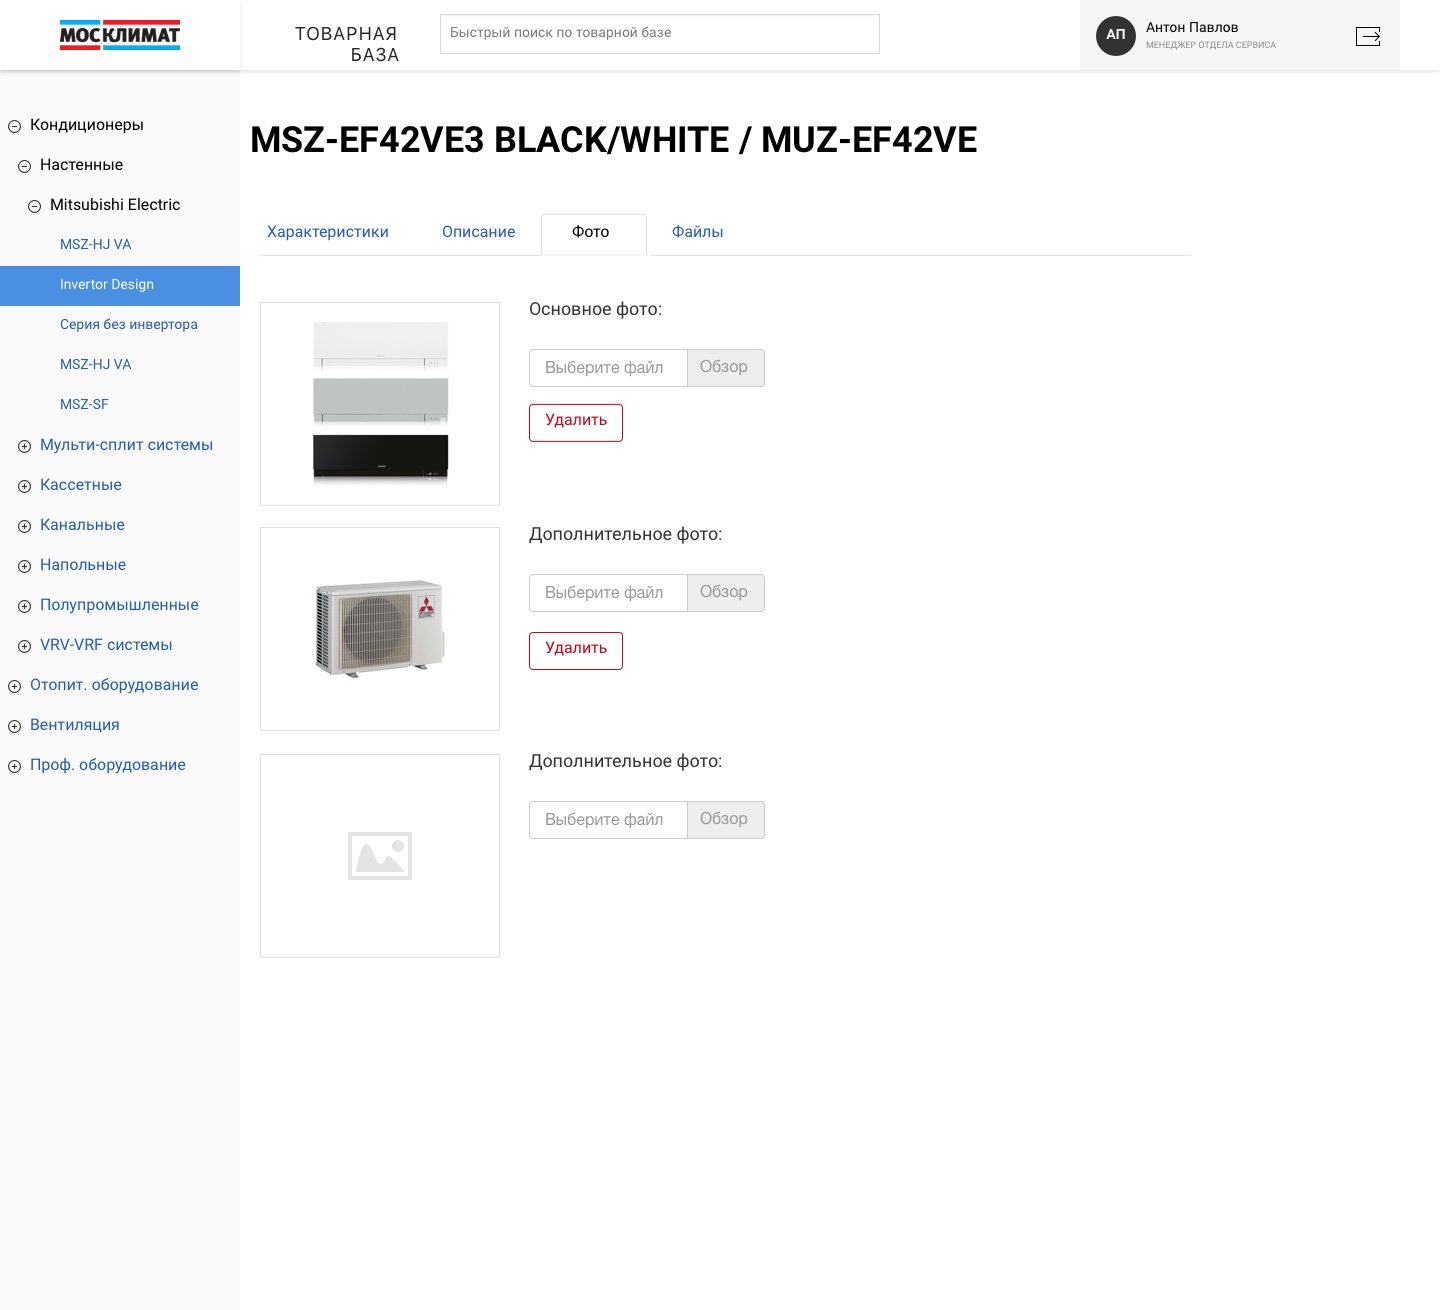 МОСКЛИМАТ
ТОВАРНАЯ
БАЗА
Быстрый поиск по товарной базе
АП
Антон Павлов
МЕНЕДЖЕР ОТДЕЛА СЕРВИСА
Кондиционеры
Настенные
Mitsubishi Electric
MSZ-HJ VA
Invertor Design
Серия без инвертора
MSZ-HJ VA
MSZ-SF
Мульти-сплит системы
Кассетные
Канальные
Напольные
Полупромышленные
VRV-VRF системы
Отопит. оборудование
Вентиляция
Проф. оборудование
MSZ-EF42VE3 BLACK/WHITE / MUZ-EF42VE
Характеристики
Описание
Фото
Файлы
Основное фото:
Выберите файл
Обзор
Удалить
Дополнительное фото:
Выберите файл
Обзор
Удалить
Дополнительное фото:
Выберите файл
Обзор